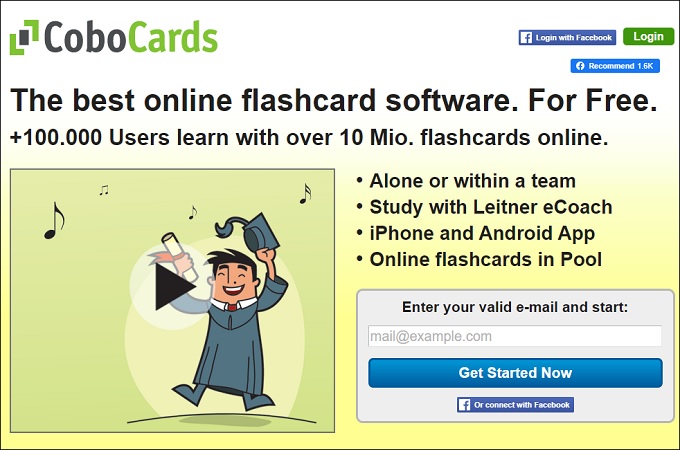 CoboCards
Login with Facebook
Login
Recommend 1.6K
The best online flashcard software. For Free.
+100.000 Users learn with over 10 Mio. flashcards online.
• Alone or within a team
• Study with Leitner eCoach
• iPhone and Android App
• Online flashcards in Pool
Enter your valid e-mail and start:
mail@example.com
Get Started Now
Or connect with Facebook